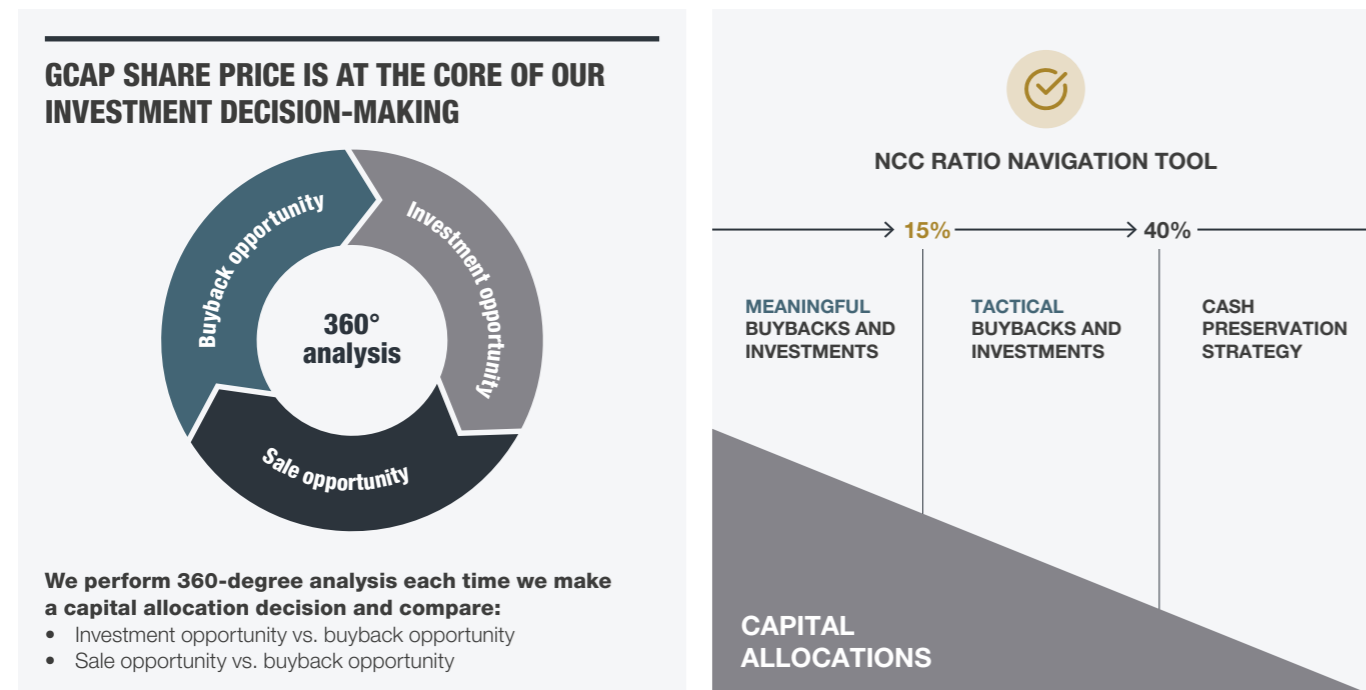 GCAP SHARE PRICE IS AT THE CORE OF OUR
INVESTMENT DECISION-MAKING
Buyback opportunity
Investment opportunity
360°
analysis
Sale opportunity
We perform 360-degree analysis each time we make
a capital allocation decision and compare:
• Investment opportunity vs. buyback opportunity
• Sale opportunity vs. buyback opportunity
NCC RATIO NAVIGATION TOOL
15%
40%
MEANINGFUL
BUYBACKS AND
INVESTMENTS
TACTICAL
BUYBACKS AND
INVESTMENTS
CASH
PRESERVATION
STRATEGY
CAPITAL
ALLOCATIONS